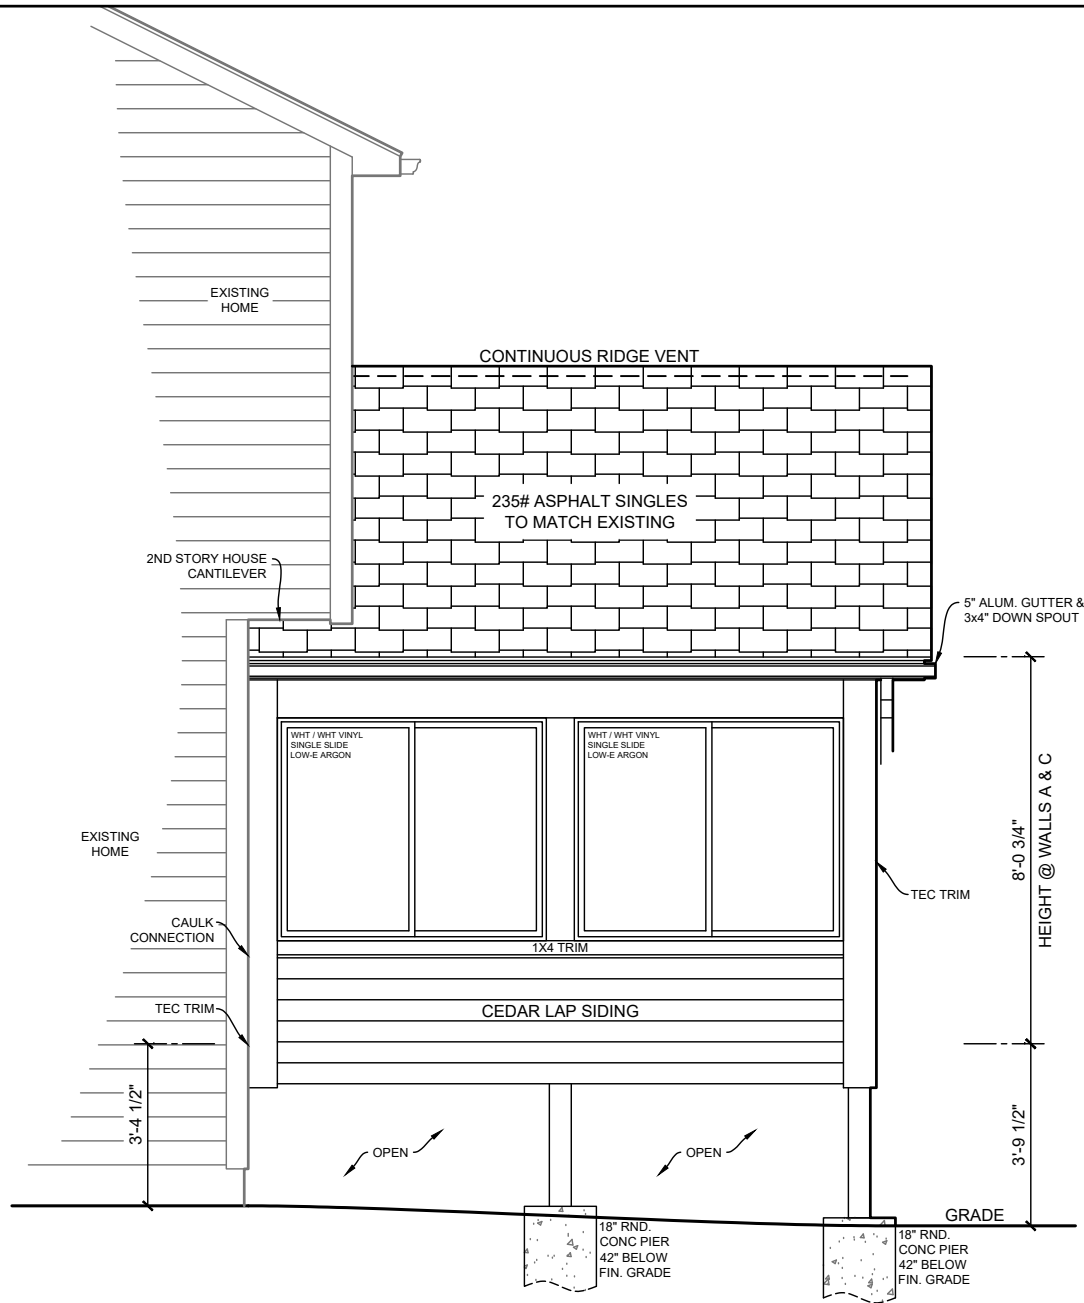 EXISTING
HOME
CONTINUOUS RIDGE VENT
235# ASPHALT SINGLES
TO MATCH EXISTING
2ND STORY HOUSE
CANTILEVER
5" ALUM. GUTTER &
3x4" DOWN SPOUT
WHT / WHT VINYL
SINGLE SLIDE
LOW-E ARGON
WHT / WHT VINYL
SINGLE SLIDE
LOW-E ARGON
8'-0 3/4"
HEIGHT @ WALLS A & C
EXISTING
HOME
TEC TRIM
CAULK
CONNECTION
1X4 TRIM
TEC TRIM
CEDAR LAP SIDING
3'-4 1/2"
3'-9 1/2"
OPEN
OPEN
GRADE
18" RND.
CONC PIER
42" BELOW
FIN. GRADE
18" RND.
CONC PIER
42" BELOW
FIN. GRADE